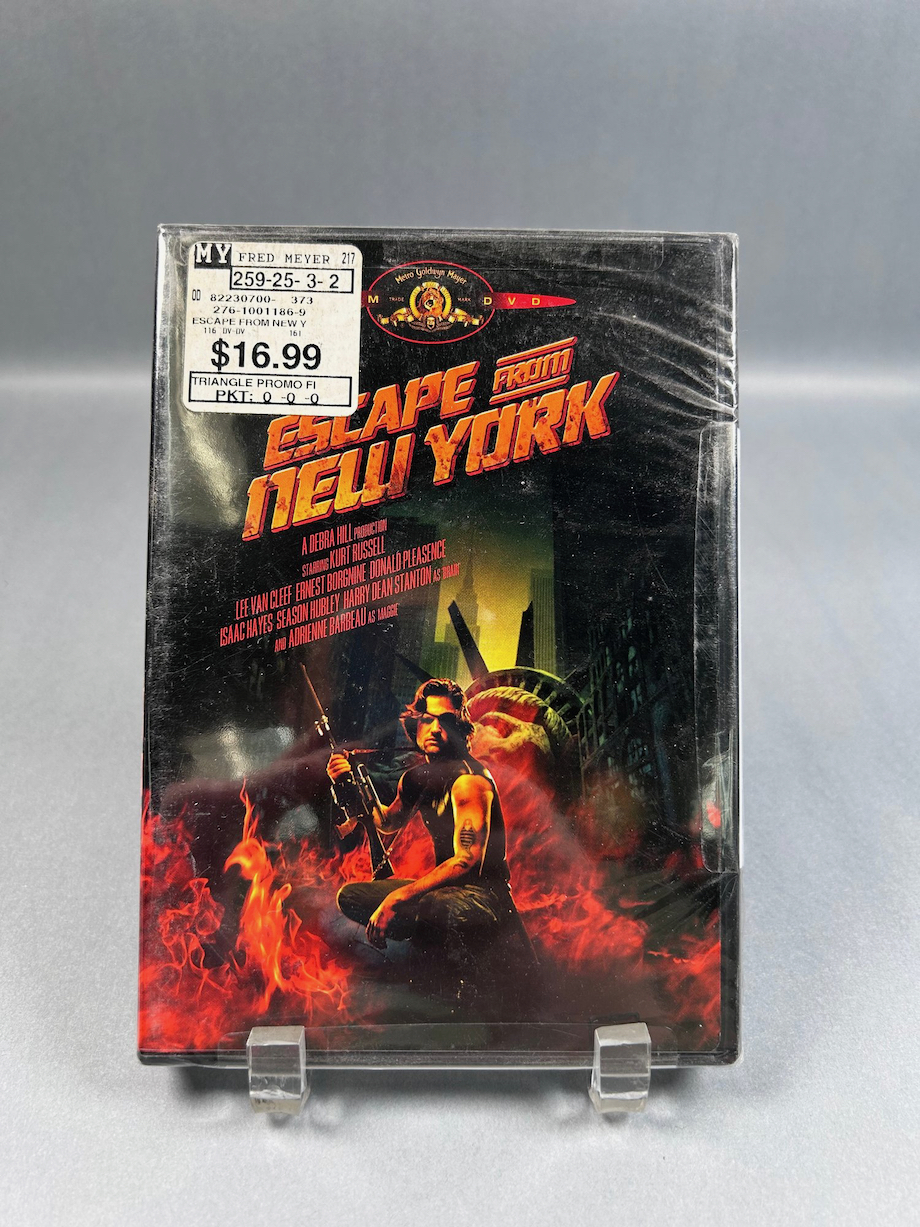 MY FRED MEYER 217
259-25- 3- 2
00 82230700- 373
276-1001186-9
ESCAPE FROM NEW Y
116 DV-DV 161
$16.99
TRIANGLE PROMO FI
PKT: Q -Q -Q
Metro Goldwyn Mayer
M TRADE MARK DVD
ESCAPE FROM
NEW YORK
A DEBRA HILL PRODUCTION
STARRING KURT RUSSELL
LEE VAN CLEEF ERNEST BORGNINE DONALD PLEASENCE
ISAAC HAYES SEASON HUBLEY HARRY DEAN STANTON AS 'BRAIN'
AND ADRIENNE BARBEAU AS 'MAGGIE'